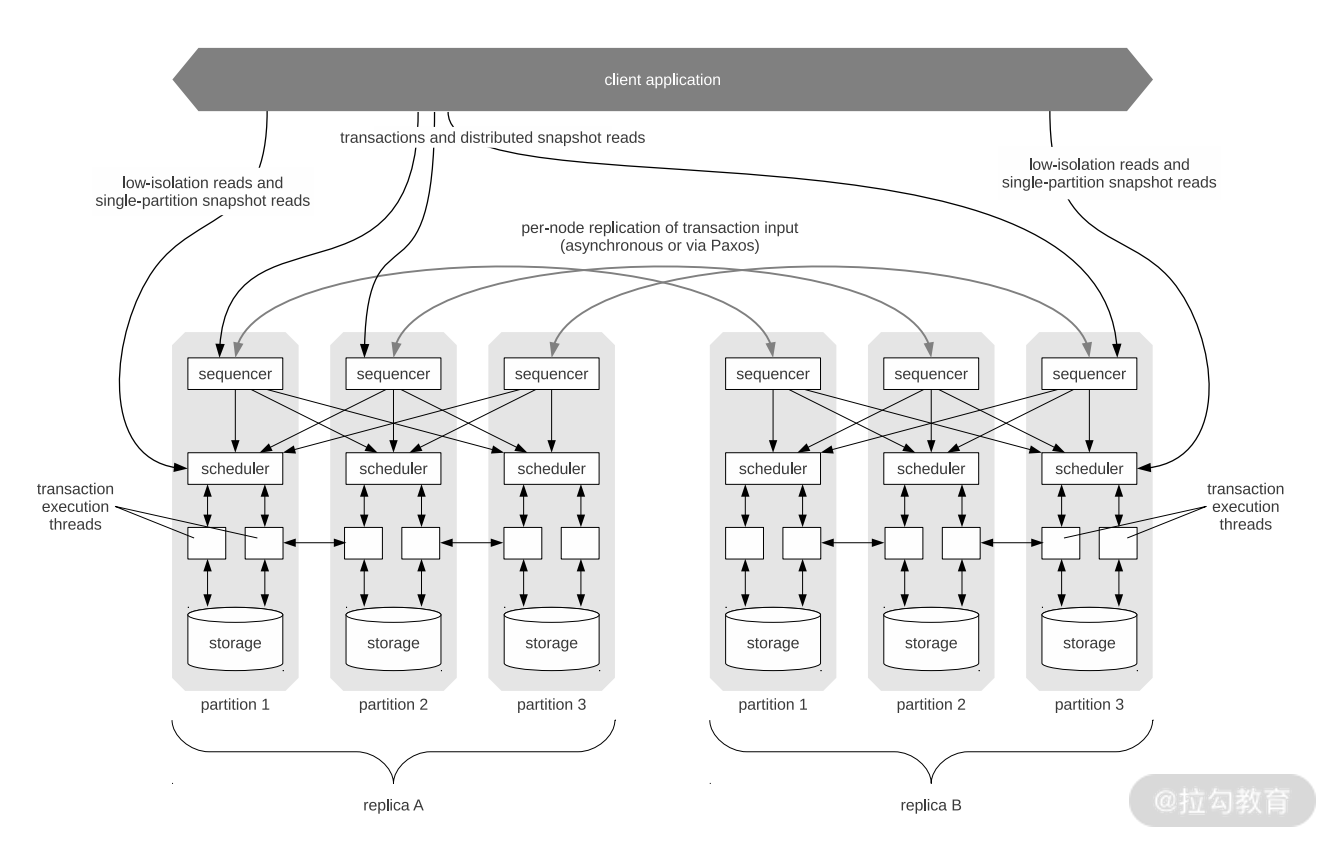 client application
transactions and distributed snapshot reads
low-isolation reads and
single-partition snapshot reads
low-isolation reads and
single-partition snapshot reads
per-node replication of transaction input
(asynchronous or via Paxos)
sequencer
sequencer
sequencer
sequencer
sequencer
sequencer
scheduler
scheduler
scheduler
scheduler
scheduler
scheduler
transaction
execution
threads
transaction
execution
threads
storage
storage
storage
storage
storage
storage
partition 1
partition 2
partition 3
partition 1
partition 2
partition 3
replica A
replica B
@拉勾教育